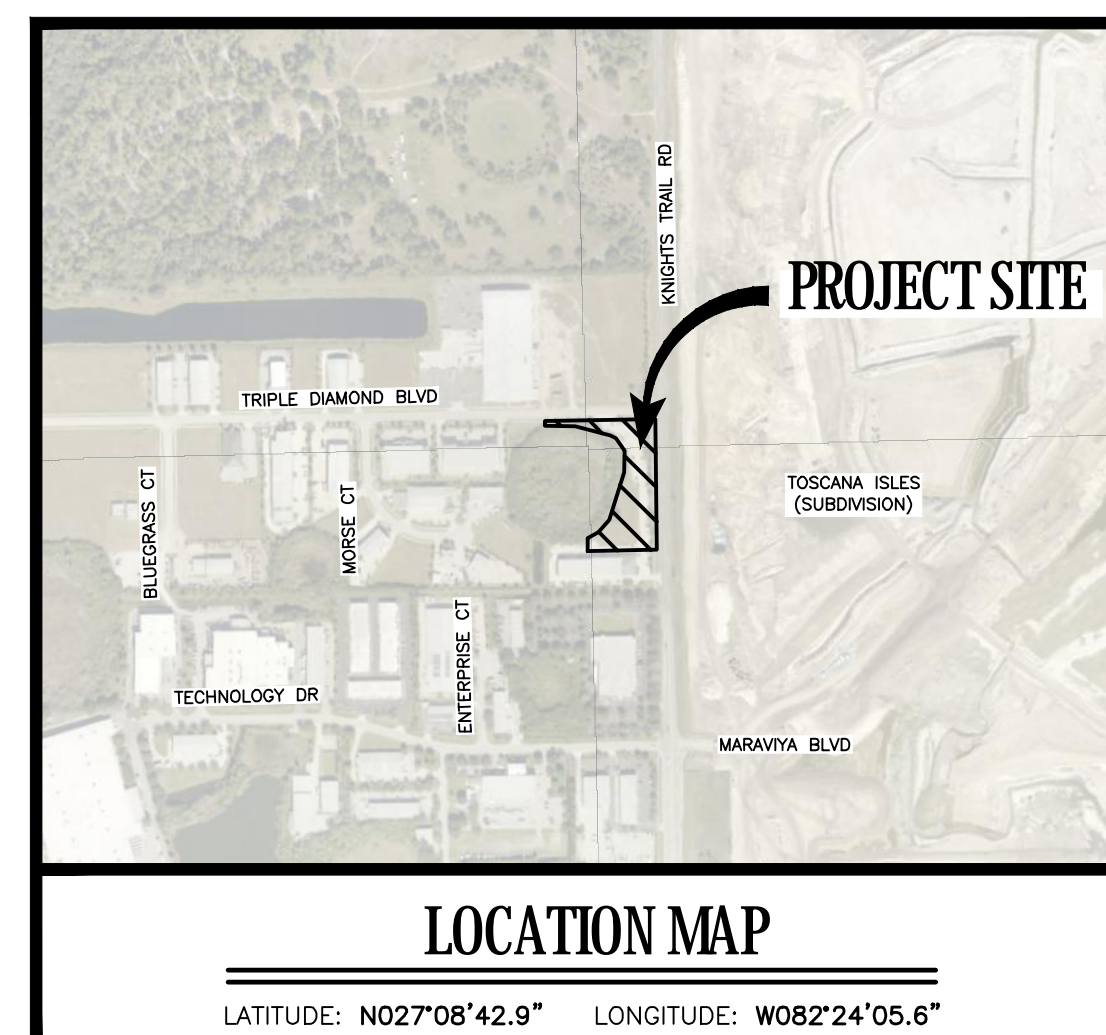 KNIGHTS TRAIL RD
PROJECT SITE
TRIPLE DIAMOND BLVD
BLUEGRASS CT
MORSE CT
TOSCANA ISLES
(SUBDIVISION)
ENTERPRISE CT
TECHNOLOGY DR
MARAVIYA BLVD
LOCATION MAP
LATITUDE: N027°08'42.9" LONGITUDE: W082°24'05.6"